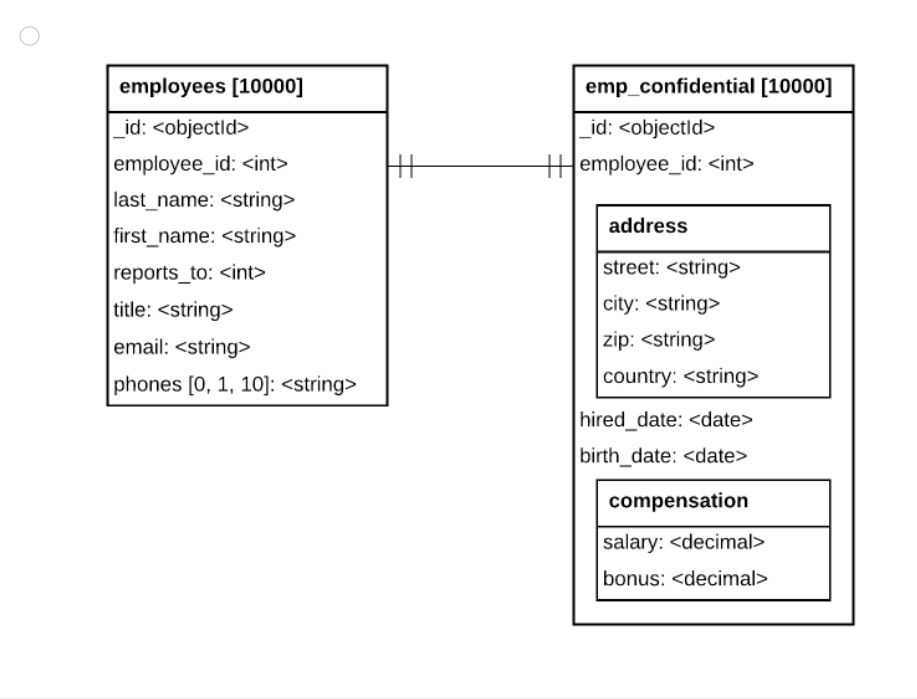 employees [10000]
_id: <objectId>
employee_id: <int>
last_name: <string>
first_name: <string>
reports_to: <int>
title: <string>
email: <string>
phones [0, 1, 10]: <string>
emp_confidential [10000]
_id: <objectId>
employee_id: <int>
address
street: <string>
city: <string>
zip: <string>
country: <string>
hired_date: <date>
birth_date: <date>
compensation
salary: <decimal>
bonus: <decimal>